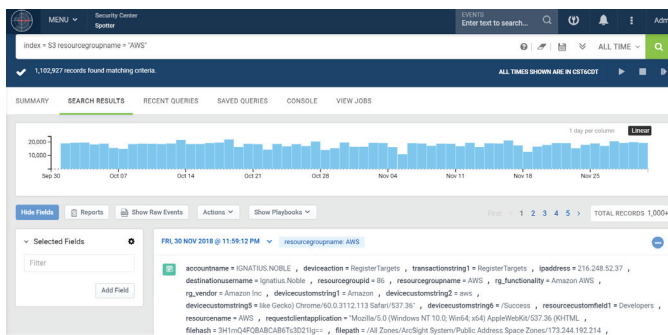 MENU
Security Center
Spotter
EVENTS
Enter text to search...
Adm
index = S3 resourcegroupname = "AWS"
ALL TIME
1,102,927 records found matching criteria.
ALL TIMES SHOWN ARE IN CST6CDT
SUMMARY SEARCH RESULTS RECENT QUERIES SAVED QUERIES CONSOLE VIEW JOBS
1 day per column Linear
20,000
10,000
Sep 30 Oct 07 Oct 14 Oct 21 Oct 28 Nov 04 Nov 11 Nov 18 Nov 25
Hide Fields Reports Show Raw Events Actions Show Playbooks First < 1 2 3 4 5 > TOTAL RECORDS 1,000+
Selected Fields
Filter
Add Field
FRI, 30 NOV 2018 @ 11:59:12 PM resourcegroupname: AWS
accountname = IGNATIUS.NOBLE , deviceaction = RegisterTargets , transactionstring1 = RegisterTargets , ipaddress = 216.248.52.37 ,
destinationusername = Ignatius.Noble , resourcegroupid = 86 , resourcegroupname = AWS , rg_functionality = Amazon AWS ,
rg_vendor = Amazon Inc , devicecustomstring1 = Amazon , devicecustomstring2 = aws ,
devicecustomstring5 = like Gecko) Chrome/60.0.3112.113 Safari/537.36" , devicecustomstring6 = /Success , resourcecustomfield1 = Developers ,
resourcename = AWS , requestclientapplication = "Mozilla/5.0 (Windows NT 10.0; Win64; x64) AppleWebKit/537.36 (KHTML ,
filehash = 3H1mQ4FQBABCAB6Ts3D21Ig== , filepath = /All Zones/ArcSight System/Public Address Space Zones/173.244.192.214 ,